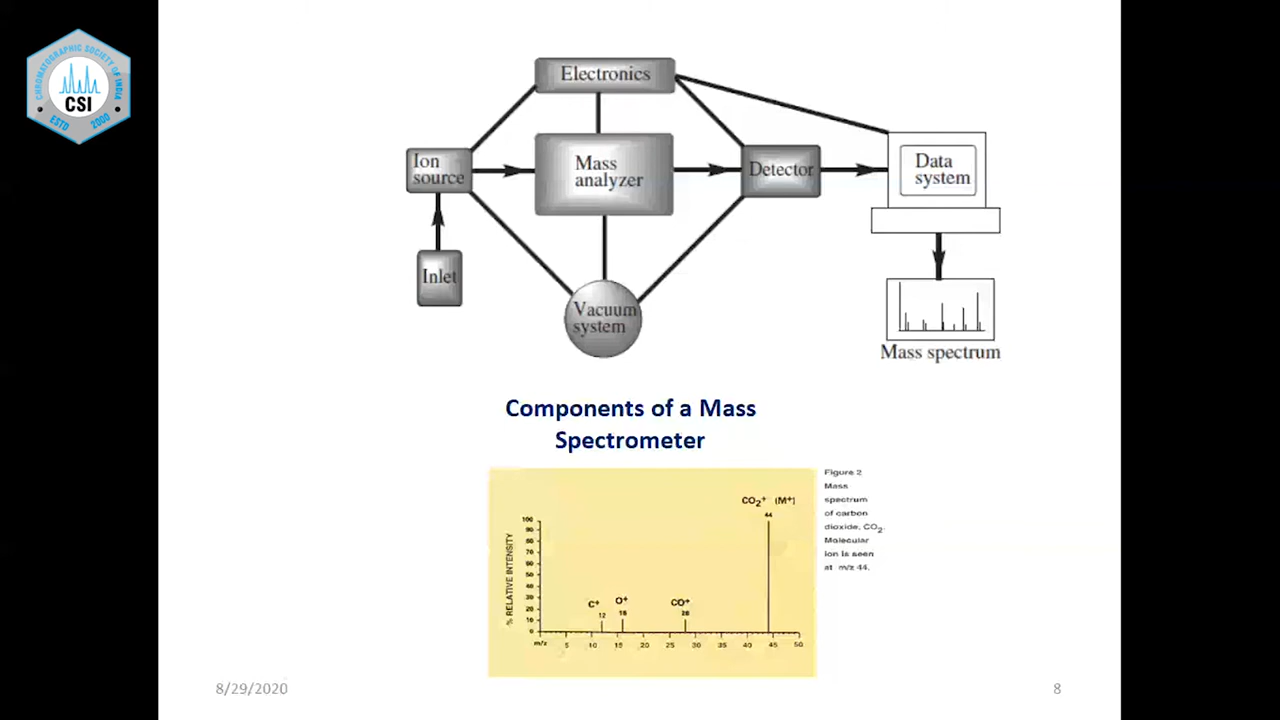 CHROMATOGRAPHIC SOCIETY OF INDIA
CSI
ESTD 2000
Electronics
Ion
source
Mass
analyzer
Detector
Data
system
Inlet
Vacuum
system
Mass spectrum
Components of a Mass
Spectrometer
CO2+ (M+)
44
100
90
80
70
60
50
40
30
20
10
0
% RELATIVE INTENSITY
C+
12
O+
16
CO+
28
m/z 5 10 15 20 25 30 35 40 45 50
Figure 2
Mass
spectrum
of carbon
dioxide, CO2.
Molecular
ion is seen
at m/z 44.
8/29/2020
8